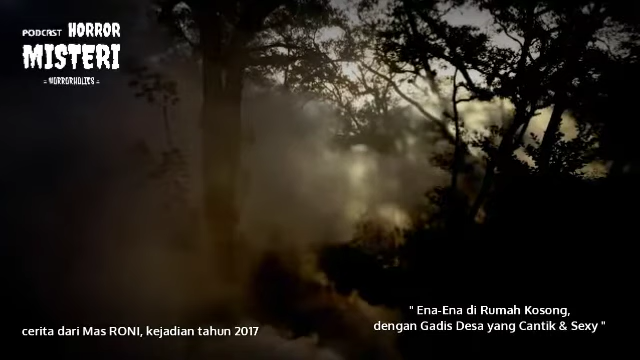 PODCAST HORROR
MISTERI
- HORRORHOLICS -
" Ena-Ena di Rumah Kosong,
dengan Gadis Desa yang Cantik & Sexy "
cerita dari Mas RONI, kejadian tahun 2017